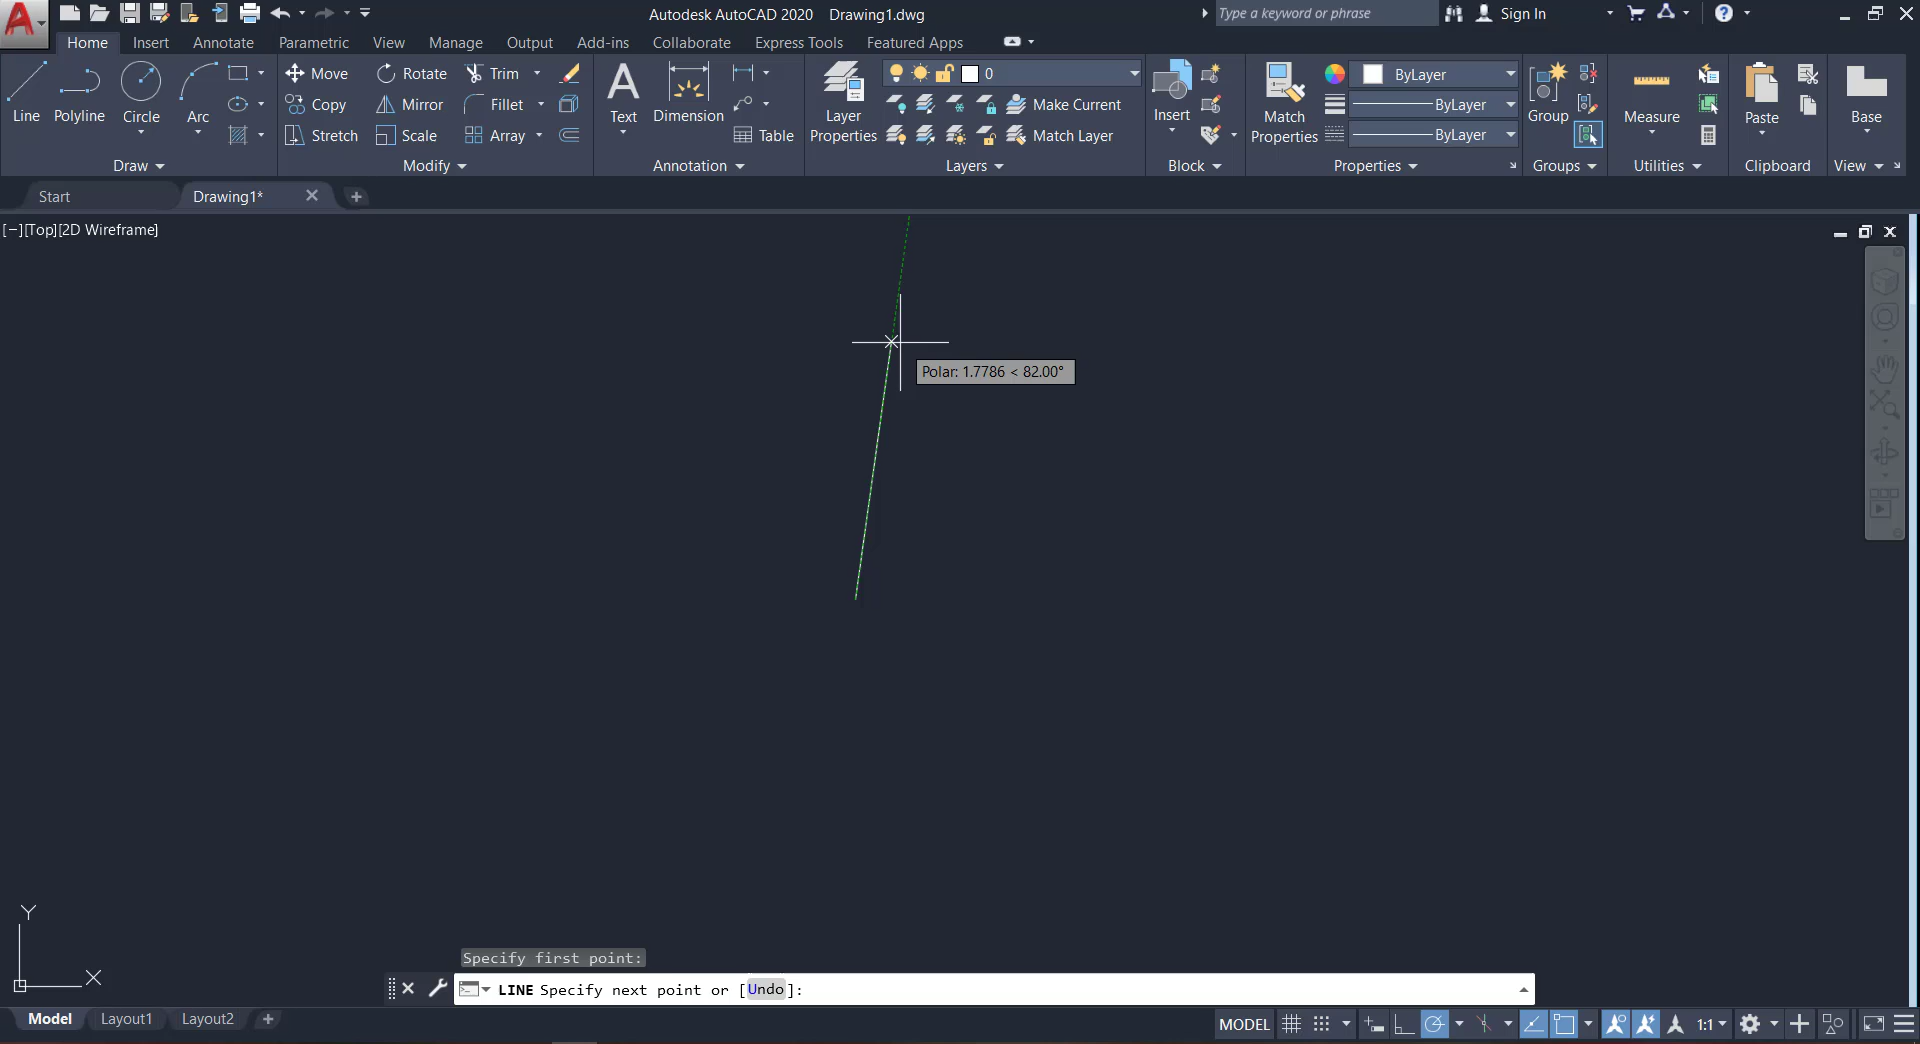 Autodesk AutoCAD 2020 Drawing1.dwg
Type a keyword or phrase
Sign In
Home Insert Annotate Parametric View Manage Output Add-ins Collaborate Express Tools Featured Apps
Line Polyline Circle Arc
Draw
Move Rotate Trim
Copy Mirror Fillet
Stretch Scale Array
Modify
Text Dimension Table
Annotation
Layer Properties
0
Make Current
Match Layer
Layers
Insert
Block
Match Properties
ByLayer
ByLayer
ByLayer
Properties
Group
Groups
Measure
Utilities
Paste
Clipboard
Base
View
Start Drawing1*
[−][Top][2D Wireframe]
Polar: 1.7786 < 82.00°
Y
X
Specify first point:
LINE Specify next point or [Undo]:
Model Layout1 Layout2
MODEL 1:1